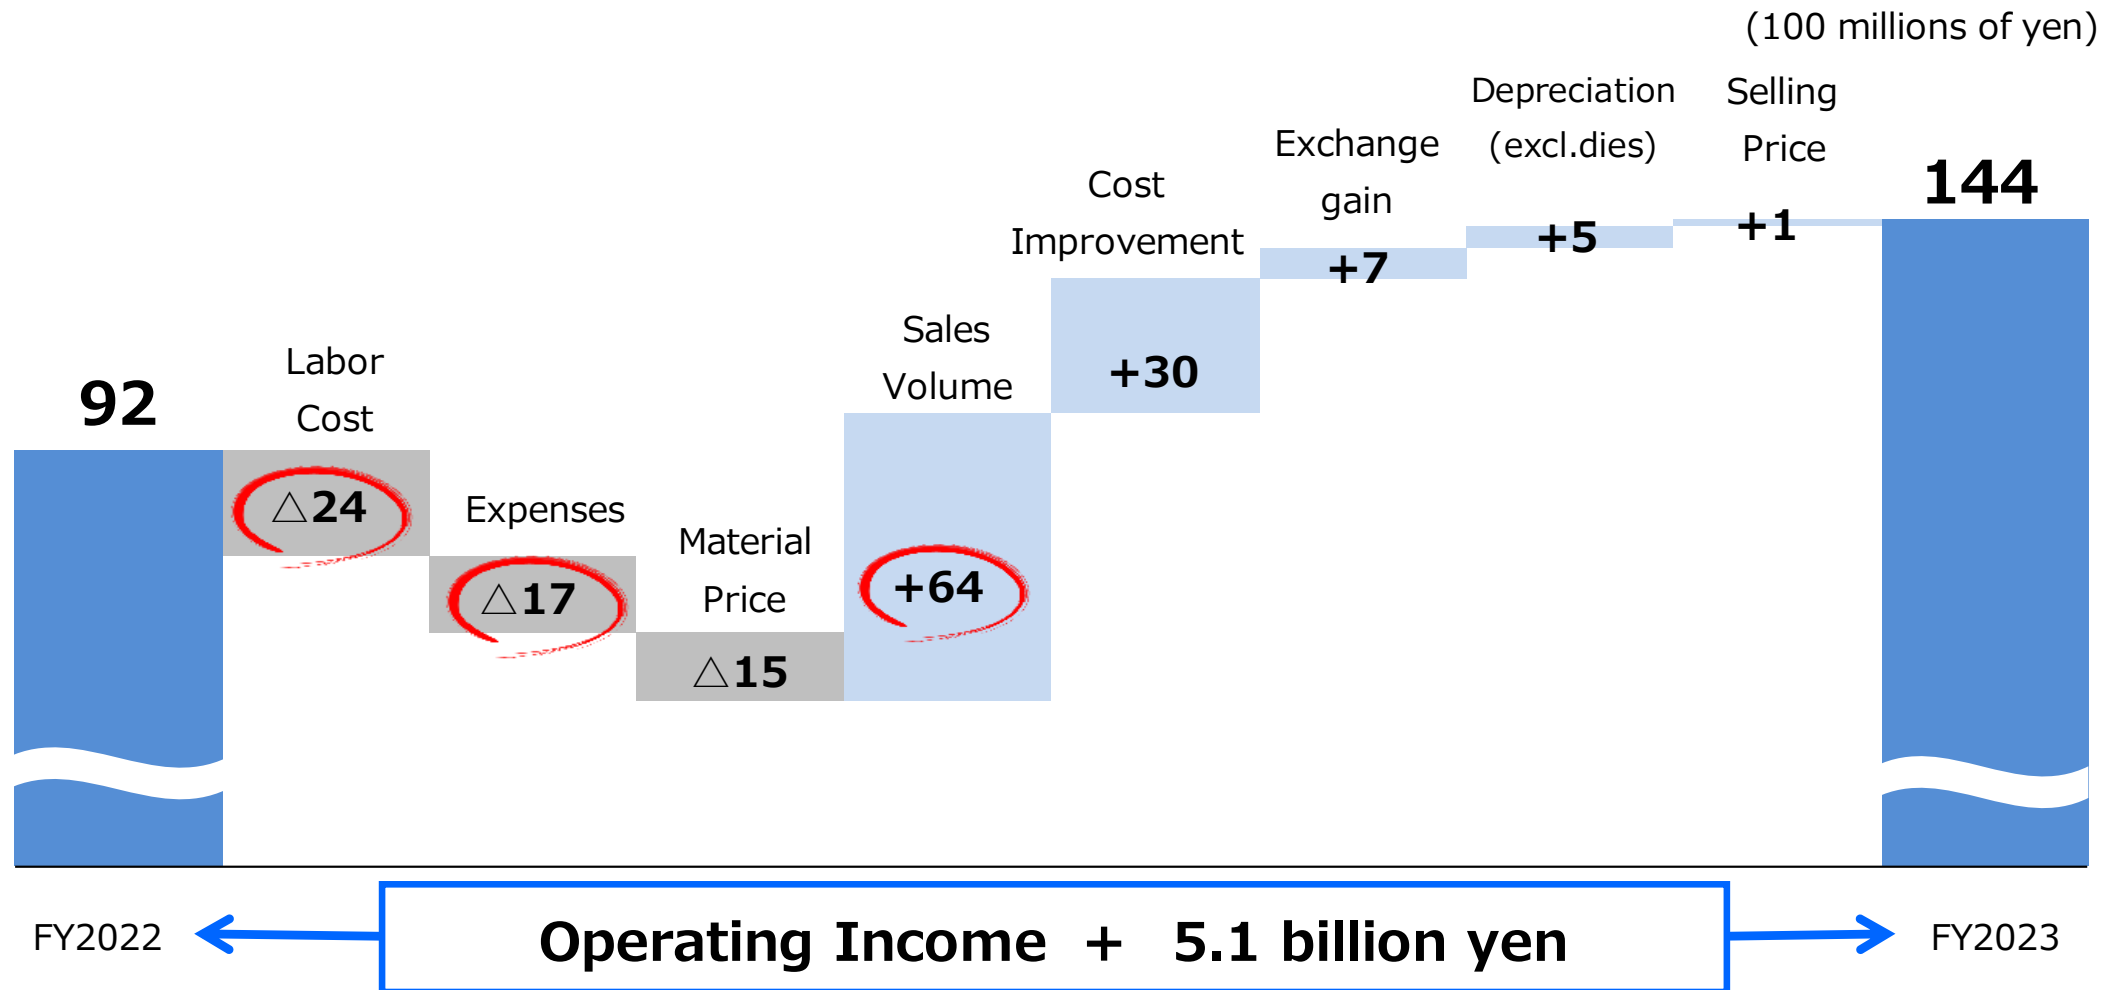 (100 millions of yen)
92
Labor
Cost
△24
Expenses
△17
Material
Price
△15
Sales
Volume
+64
Cost
Improvement
+30
Exchange
gain
+7
Depreciation
(excl.dies)
+5
Selling
Price
+1
144
FY2022
Operating Income + 5.1 billion yen
FY2023